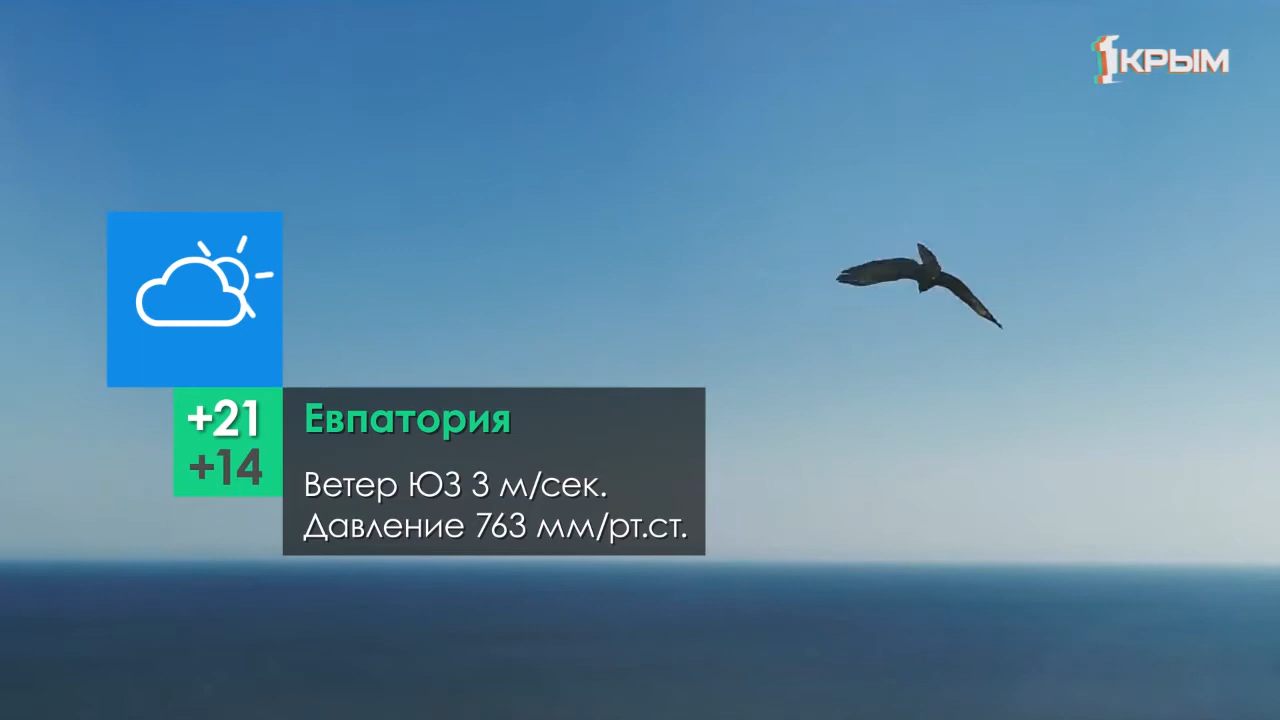 1КРЫМ
+21
+14
Евпатория
Ветер ЮЗ 3 м/сек.
Давление 763 мм/рт.ст.